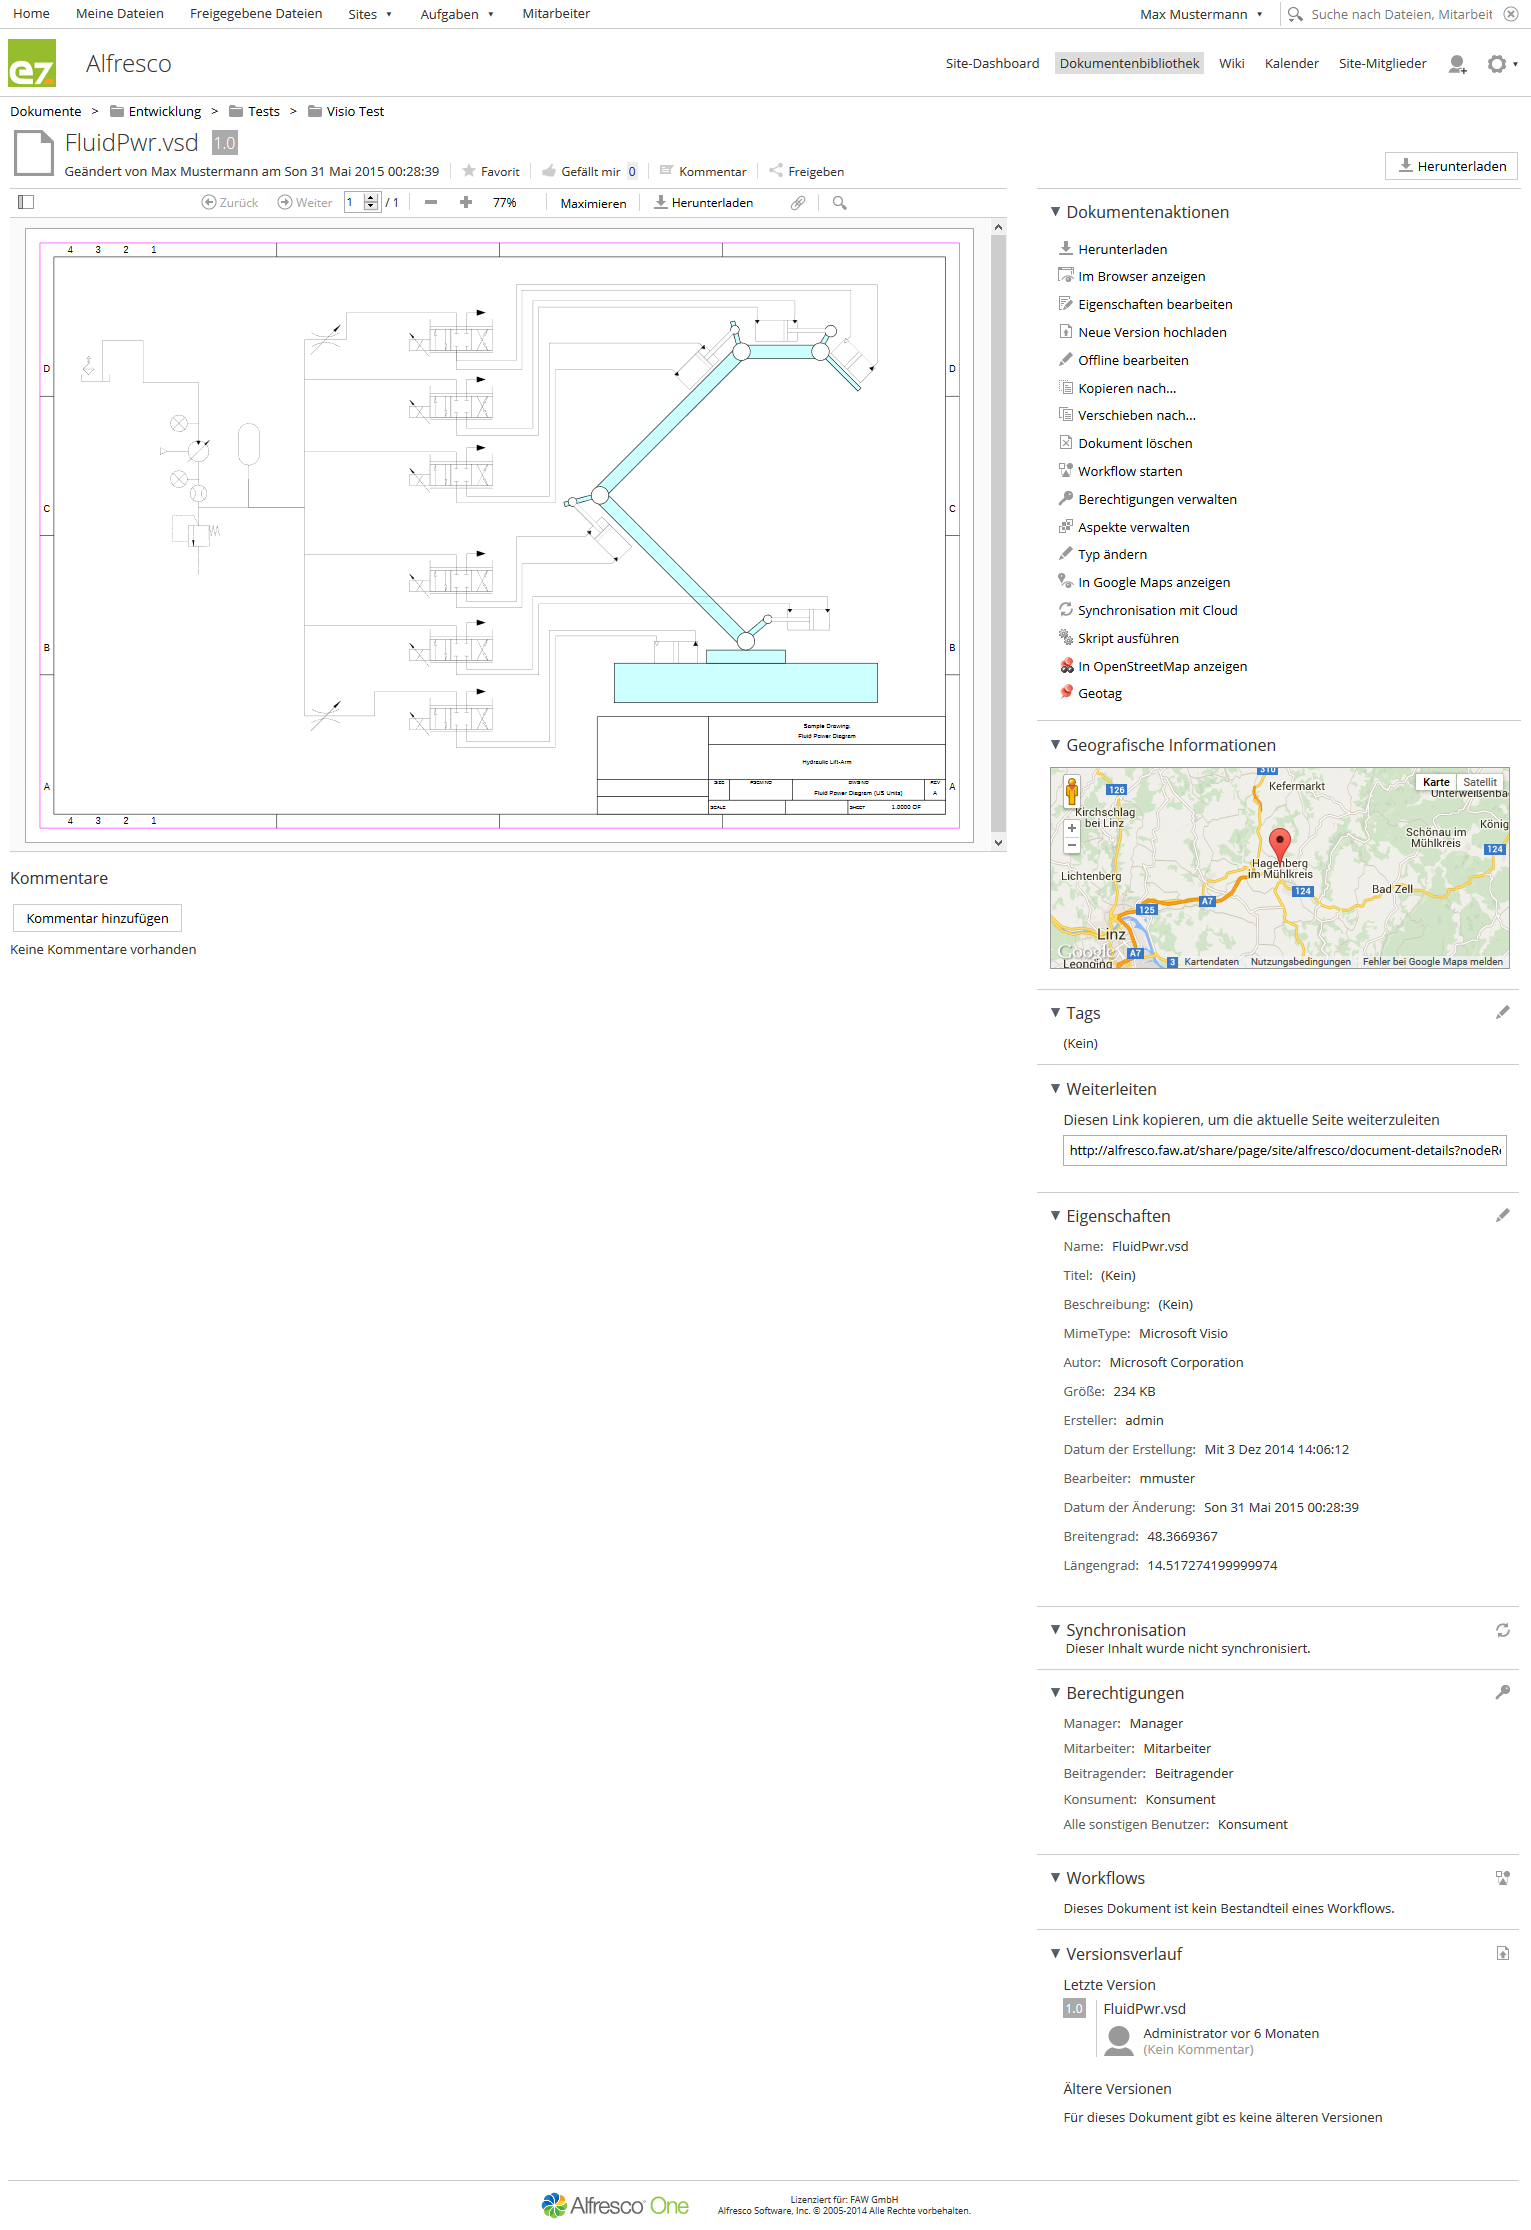 Home Meine Dateien Freigegebene Dateien Sites Aufgaben Mitarbeiter Max Mustermann Suche nach Dateien, Mitarbeit
ez Alfresco Site-Dashboard Dokumentenbibliothek Wiki Kalender Site-Mitglieder
Dokumente > Entwicklung > Tests > Visio Test
FluidPwr.vsd 1.0
Geändert von Max Mustermann am Son 31 Mai 2015 00:28:39 Favorit Gefällt mir 0 Kommentar Freigeben
Herunterladen
Zurück Weiter 1 / 1 77% Maximieren Herunterladen
4 3 2 1
D D
C C
B B
A A
4 3 2 1
Sample Drawing:
Fluid Power Diagram
Hydraulic Lift-Arm
SIZE FSCM NO DWG NO REV
Fluid Power Diagram (US Units) A
SCALE SHEET 1.0000 OF
Kommentare
Kommentar hinzufügen
Keine Kommentare vorhanden
Dokumentenaktionen
Herunterladen
Im Browser anzeigen
Eigenschaften bearbeiten
Neue Version hochladen
Offline bearbeiten
Kopieren nach...
Verschieben nach...
Dokument löschen
Workflow starten
Berechtigungen verwalten
Aspekte verwalten
Typ ändern
In Google Maps anzeigen
Synchronisation mit Cloud
Skript ausführen
In OpenStreetMap anzeigen
Geotag
Geografische Informationen
310
Karte Satellit
Kefermarkt
126
Unterweißenba
Kirchschlag
bei Linz
König
Schönau im
Mühlkreis
124
Hagenberg
im Mühlkreis
Lichtenberg
124
Bad Zell
A7
125
Linz
Google
A7
Leonding
3 Kartendaten Nutzungsbedingungen Fehler bei Google Maps melden
Tags
(Kein)
Weiterleiten
Diesen Link kopieren, um die aktuelle Seite weiterzuleiten
http://alfresco.faw.at/share/page/site/alfresco/document-details?nodeR
Eigenschaften
Name: FluidPwr.vsd
Titel: (Kein)
Beschreibung: (Kein)
MimeType: Microsoft Visio
Autor: Microsoft Corporation
Größe: 234 KB
Ersteller: admin
Datum der Erstellung: Mit 3 Dez 2014 14:06:12
Bearbeiter: mmuster
Datum der Änderung: Son 31 Mai 2015 00:28:39
Breitengrad: 48.3669367
Längengrad: 14.517274199999974
Synchronisation
Dieser Inhalt wurde nicht synchronisiert.
Berechtigungen
Manager: Manager
Mitarbeiter: Mitarbeiter
Beitragender: Beitragender
Konsument: Konsument
Alle sonstigen Benutzer: Konsument
Workflows
Dieses Dokument ist kein Bestandteil eines Workflows.
Versionsverlauf
Letzte Version
1.0 FluidPwr.vsd
Administrator vor 6 Monaten
(Kein Kommentar)
Ältere Versionen
Für dieses Dokument gibt es keine älteren Versionen
Alfresco One
Lizenziert für: FAW GmbH
Alfresco Software, Inc. © 2005-2014 Alle Rechte vorbehalten.